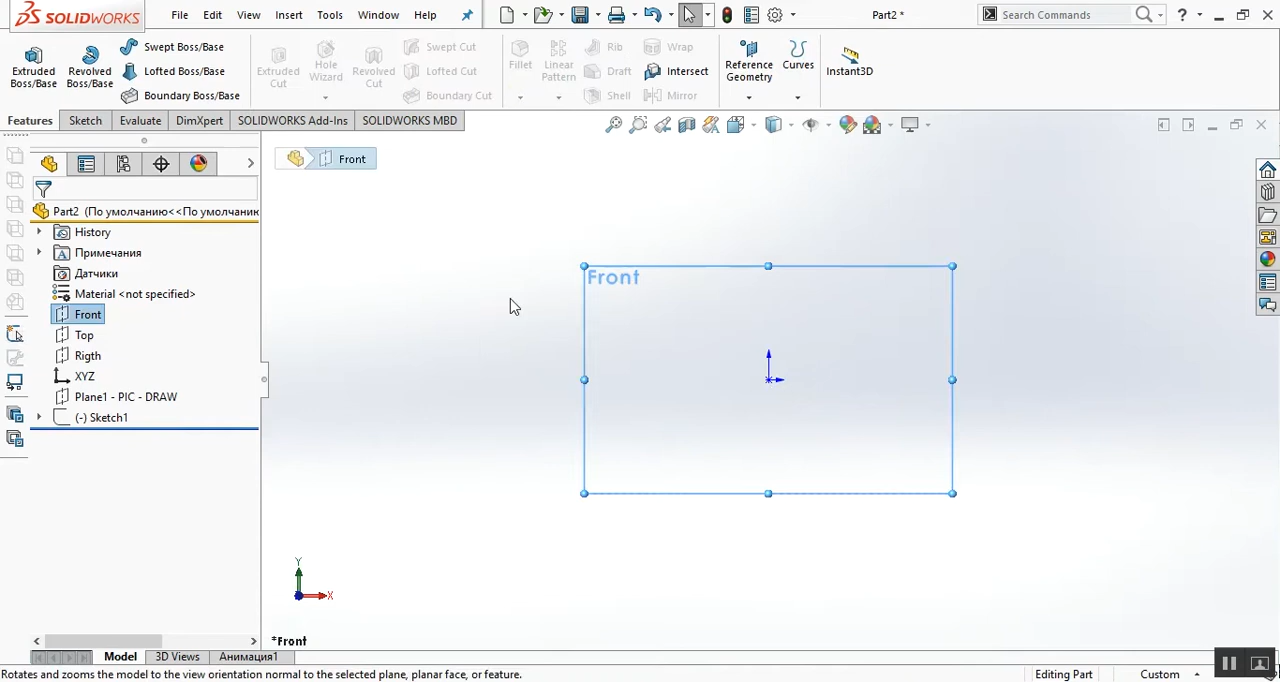 SOLIDWORKS File Edit View Insert Tools Window Help Part2 * Search Commands ?
Extruded Boss/Base
Revolved Boss/Base
Swept Boss/Base
Lofted Boss/Base
Boundary Boss/Base
Extruded Cut
Hole Wizard
Revolved Cut
Swept Cut
Lofted Cut
Boundary Cut
Fillet
Linear Pattern
Rib
Draft
Shell
Wrap
Intersect
Mirror
Reference Geometry
Curves
Instant3D
Features Sketch Evaluate DimXpert SOLIDWORKS Add-Ins SOLIDWORKS MBD
Front
Part2 (По умолчанию<<По умолчанию
History
Примечания
Датчики
Material <not specified>
Front
Top
Rigth
XYZ
Plane1 - PIC - DRAW
(-) Sketch1
Front
Y
X
*Front
Model 3D Views Анимация1
Rotates and zooms the model to the view orientation normal to the selected plane, planar face, or feature. Editing Part Custom